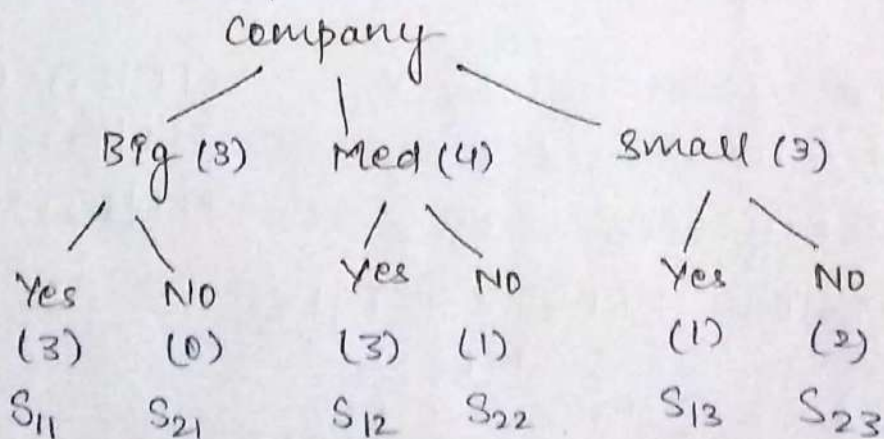 Company
Big (3) Med (4) Small (3)
Yes NO Yes NO Yes NO
(3) (0) (3) (1) (1) (2)
S11 S21 S12 S22 S13 S23